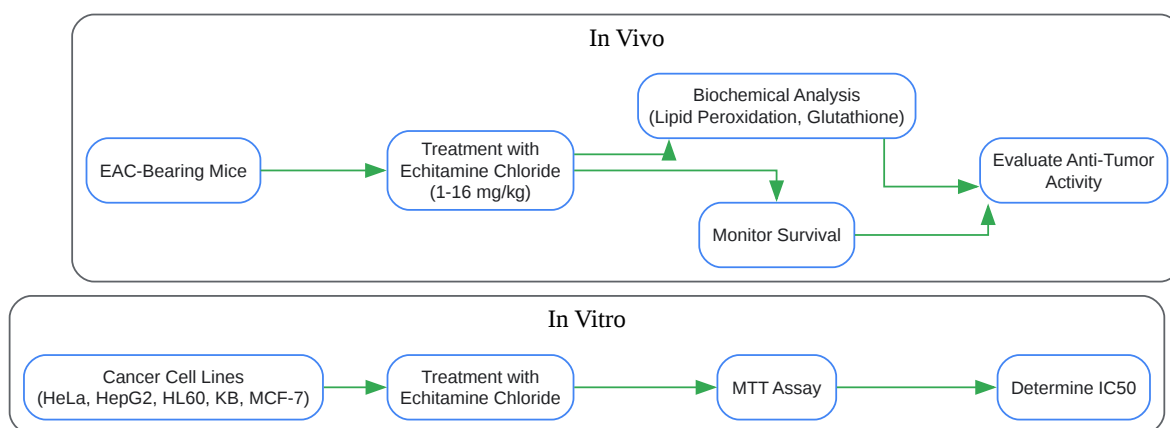 In Vivo
Biochemical Analysis
(Lipid Peroxidation, Glutathione)
EAC-Bearing Mice
Treatment with
Echitamine Chloride
(1-16 mg/kg)
Evaluate Anti-Tumor
Activity
Monitor Survival
In Vitro
Cancer Cell Lines
(HeLa, HepG2, HL60, KB, MCF-7)
Treatment with
Echitamine Chloride
MTT Assay
Determine IC50